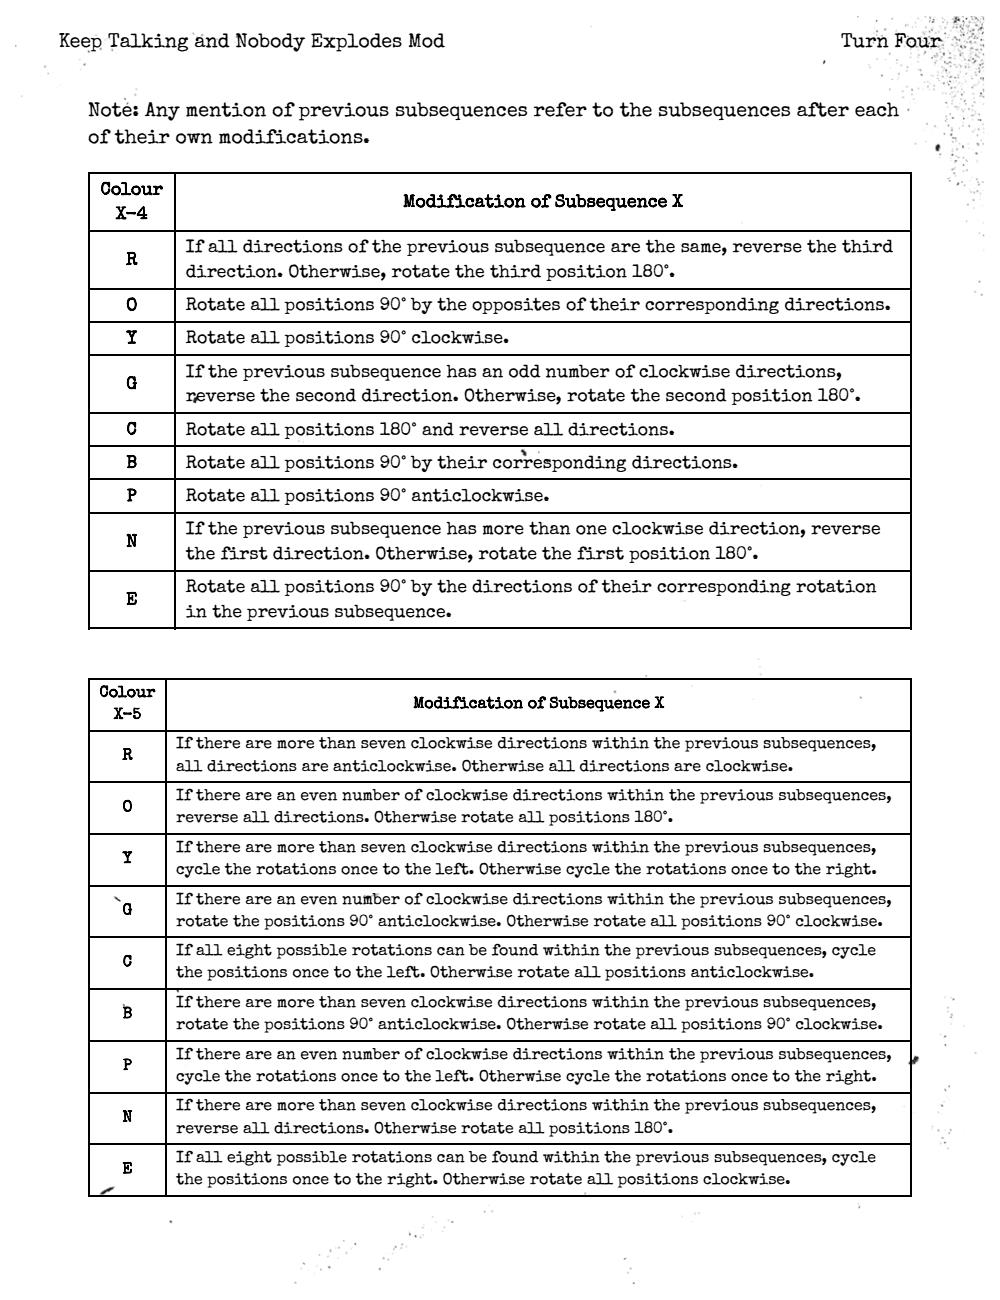 Keep Talking and Nobody Explodes Mod
Turn Four
Note: Any mention of previous subsequences refer to the subsequences after each
of their own modifications.
Colour
X-4
Modification of Subsequence X
R
If all directions of the previous subsequence are the same, reverse the third
direction. Otherwise, rotate the third position 180°.
O
Rotate all positions 90° by the opposites of their corresponding directions.
Y
Rotate all positions 90° clockwise.
G
If the previous subsequence has an odd number of clockwise directions,
reverse the second direction. Otherwise, rotate the second position 180°.
C
Rotate all positions 180° and reverse all directions.
B
Rotate all positions 90° by their corresponding directions.
P
Rotate all positions 90° anticlockwise.
N
If the previous subsequence has more than one clockwise direction, reverse
the first direction. Otherwise, rotate the first position 180°.
E
Rotate all positions 90° by the directions of their corresponding rotation
in the previous subsequence.
Colour
X-5
Modification of Subsequence X
R
If there are more than seven clockwise directions within the previous subsequences,
all directions are anticlockwise. Otherwise all directions are clockwise.
O
If there are an even number of clockwise directions within the previous subsequences,
reverse all directions. Otherwise rotate all positions 180°.
Y
If there are more than seven clockwise directions within the previous subsequences,
cycle the rotations once to the left. Otherwise cycle the rotations once to the right.
G
If there are an even number of clockwise directions within the previous subsequences,
rotate the positions 90° anticlockwise. Otherwise rotate all positions 90° clockwise.
C
If all eight possible rotations can be found within the previous subsequences, cycle
the positions once to the left. Otherwise rotate all positions anticlockwise.
B
If there are more than seven clockwise directions within the previous subsequences,
rotate the positions 90° anticlockwise. Otherwise rotate all positions 90° clockwise.
P
If there are an even number of clockwise directions within the previous subsequences,
cycle the rotations once to the left. Otherwise cycle the rotations once to the right.
N
If there are more than seven clockwise directions within the previous subsequences,
reverse all directions. Otherwise rotate all positions 180°.
E
If all eight possible rotations can be found within the previous subsequences, cycle
the positions once to the right. Otherwise rotate all positions clockwise.